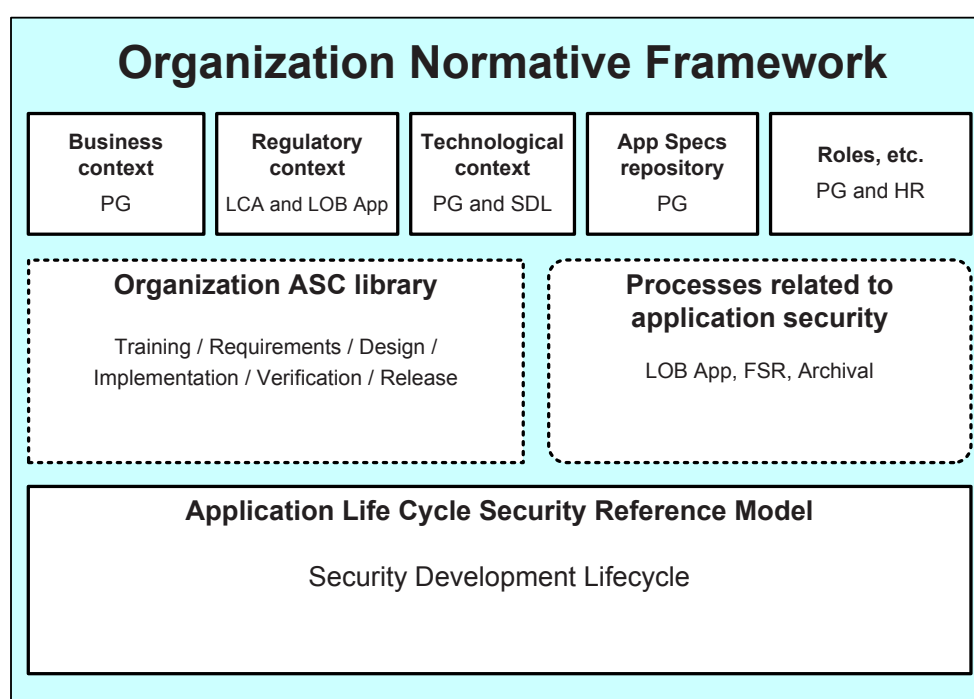 Organization Normative Framework
Business
context
PG
Regulatory
context
LCA and LOB App
Technological
context
PG and SDL
App Specs
repository
PG
Roles, etc.
PG and HR
Organization ASC library
Training / Requirements / Design /
Implementation / Verification / Release
Processes related to
application security
LOB App, FSR, Archival
Application Life Cycle Security Reference Model
Security Development Lifecycle